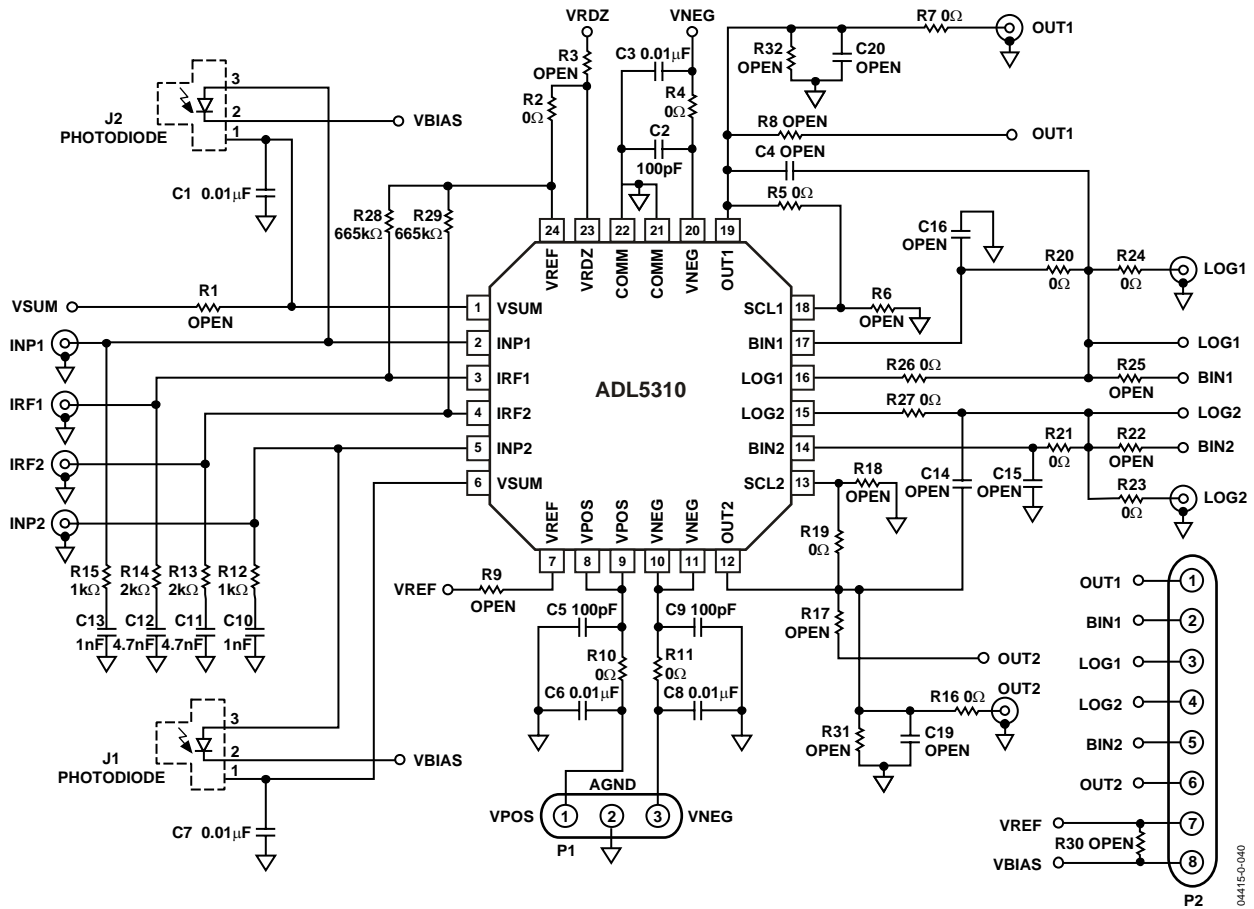 VRDZ
VNEG
R7 0Ω
OUT1
R3
OPEN
C3 0.01μF
R32
OPEN
C20
OPEN
3
2
1
J2
PHOTODIODE
VBIAS
R2
0Ω
R4
0Ω
R8 OPEN
OUT1
C2
100pF
C4 OPEN
C1 0.01μF
R28
665kΩ
R29
665kΩ
R5 0Ω
24
23
22
21
20
19
VREF
VRDZ
COMM
COMM
VNEG
OUT1
C16
OPEN
R20
0Ω
R24
0Ω
LOG1
VSUM
R1
OPEN
1
VSUM
SCL1
18
R6
OPEN
INP1
2
INP1
BIN1
17
LOG1
3
IRF1
ADL5310
LOG1
16
R26 0Ω
R25
OPEN
BIN1
IRF1
4
IRF2
LOG2
15
R27 0Ω
LOG2
5
INP2
BIN2
14
R21
0Ω
R22
OPEN
BIN2
IRF2
6
VSUM
SCL2
13
R18
OPEN
C14
OPEN
C15
OPEN
R23
0Ω
LOG2
INP2
VREF
VPOS
VPOS
VNEG
VNEG
OUT2
7
8
9
10
11
12
R19
0Ω
R15
1kΩ
R14
2kΩ
R13
2kΩ
R12
1kΩ
VREF
R9
OPEN
C13
1nF
C12
4.7nF
C11
4.7nF
C10
1nF
C5 100pF
C9 100pF
R17
OPEN
R10
0Ω
R11
0Ω
OUT2
C6 0.01μF
C8 0.01μF
R16 0Ω
OUT2
R31
OPEN
C19
OPEN
3
2
1
J1
PHOTODIODE
VBIAS
C7 0.01μF
AGND
VPOS
1
2
3
VNEG
P1
OUT1
1
BIN1
2
LOG1
3
LOG2
4
BIN2
5
OUT2
6
VREF
7
R30 OPEN
VBIAS
8
P2
04415-0-040